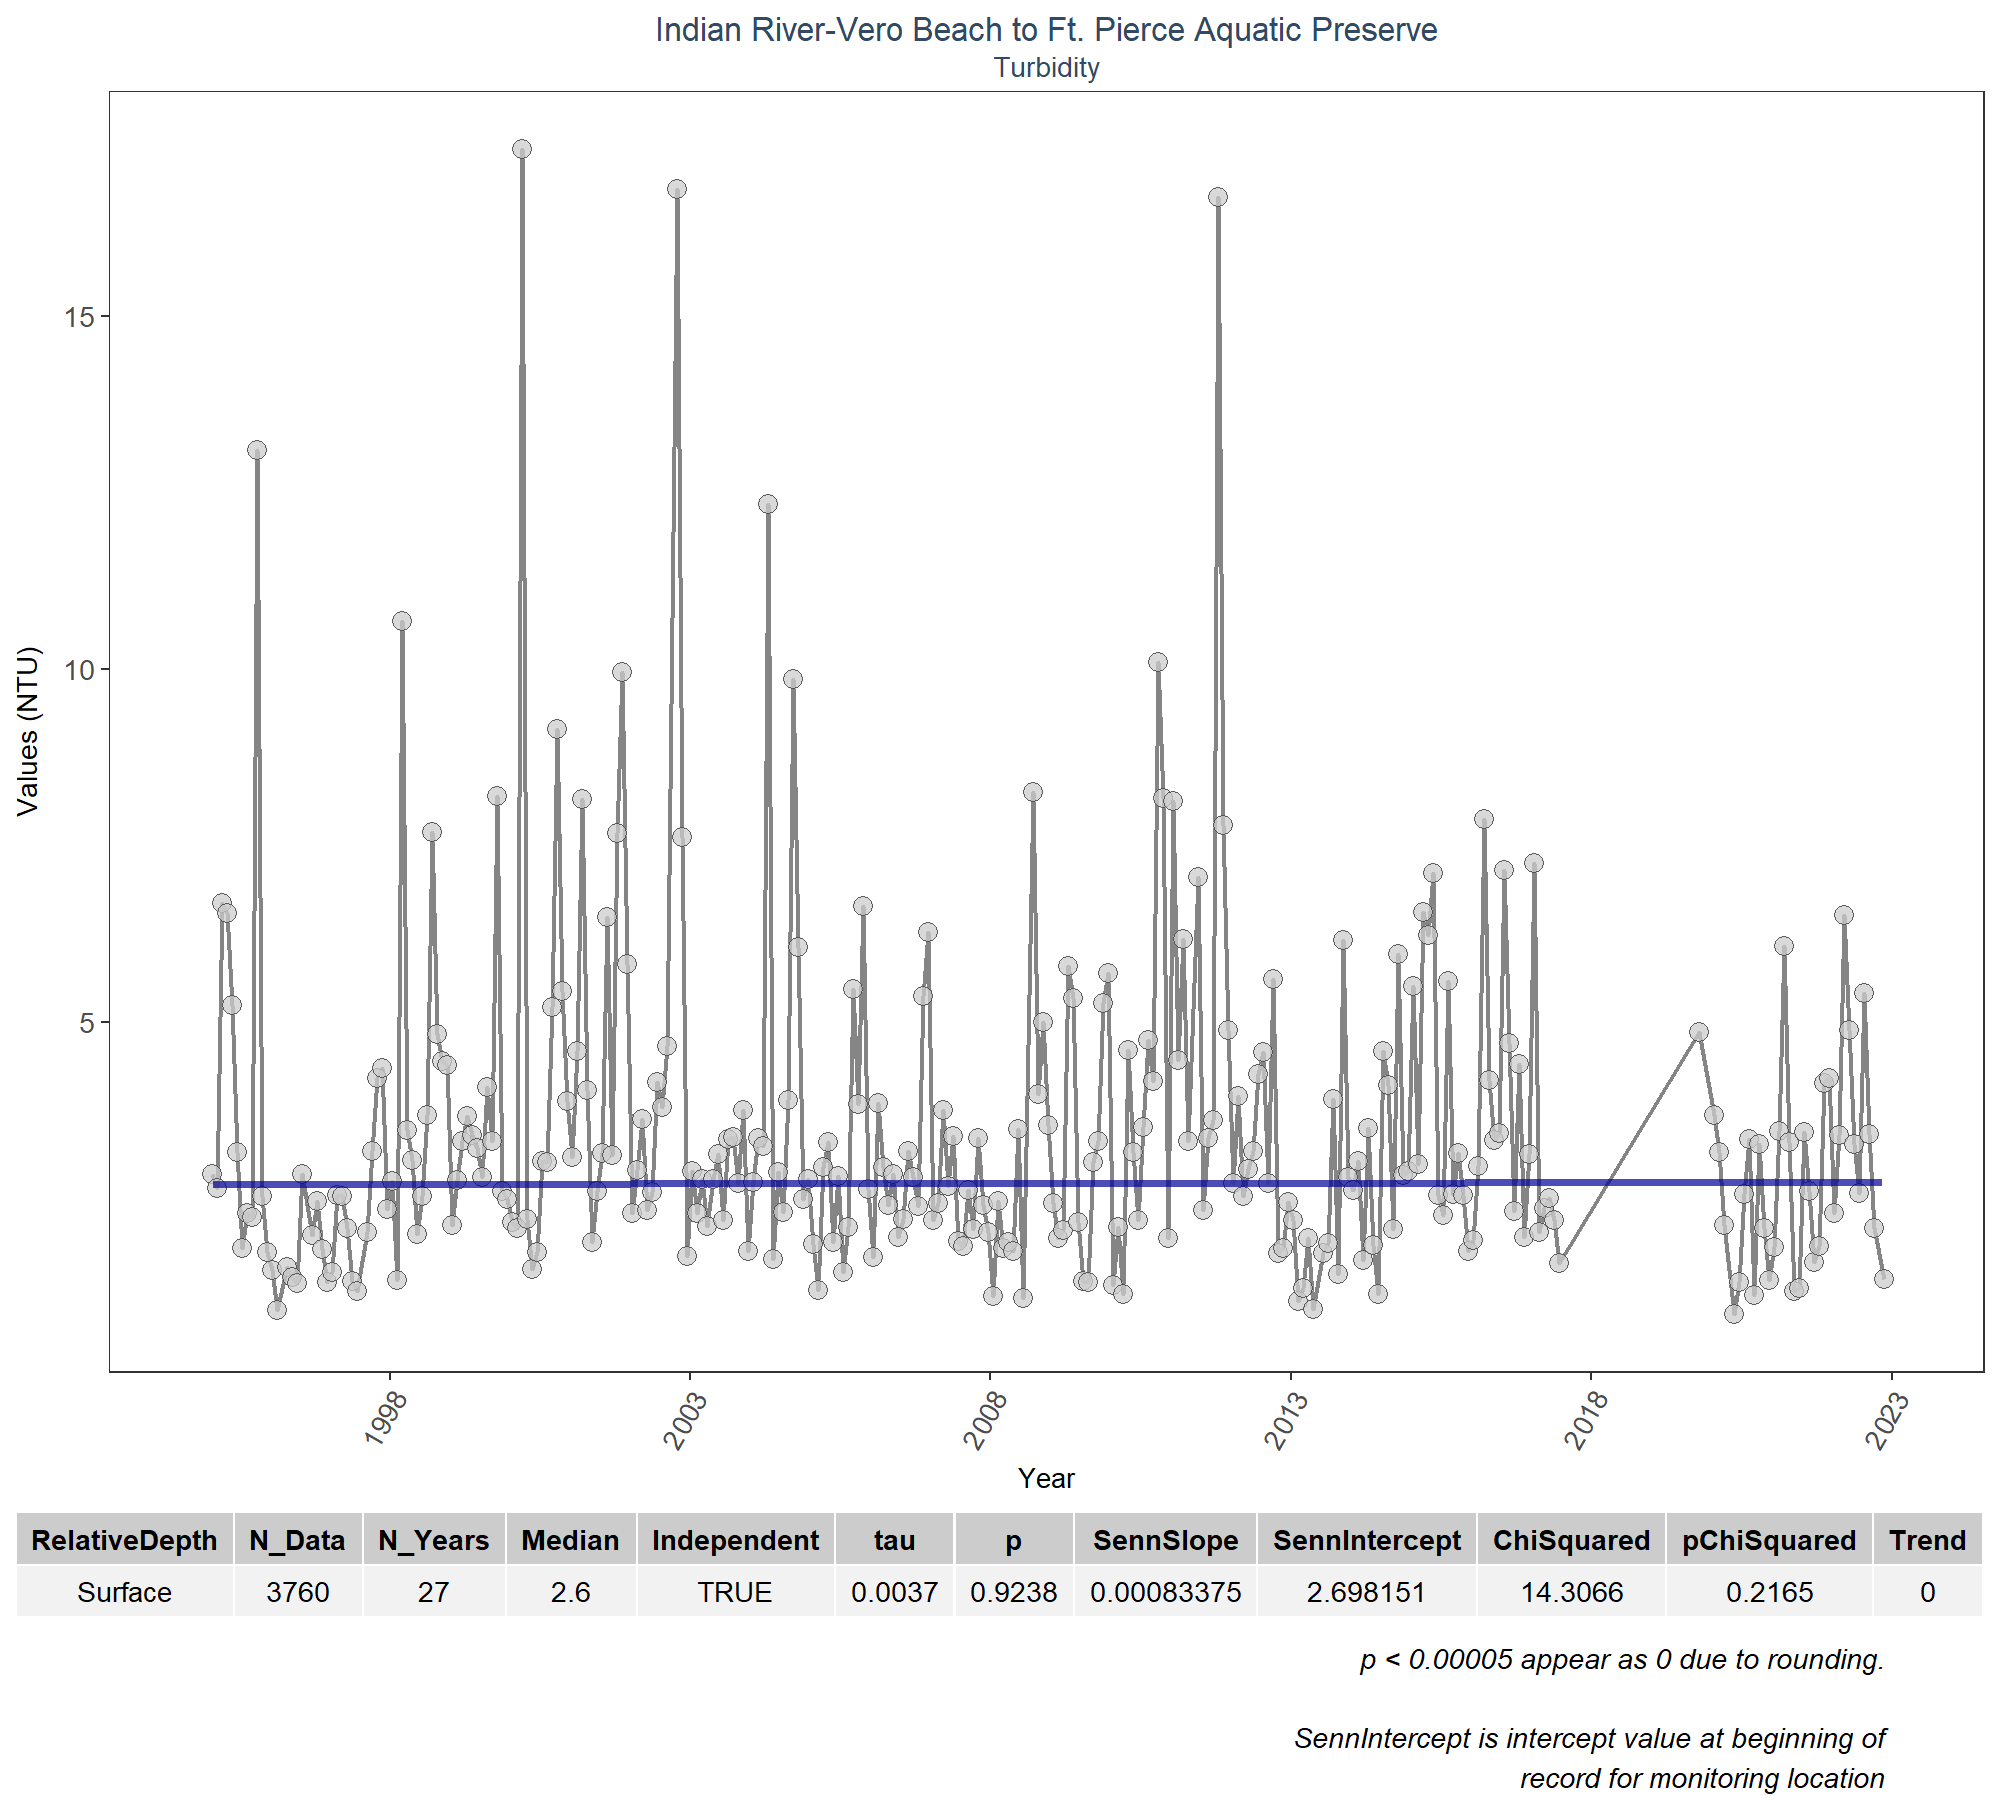 Indian River-Vero Beach to Ft. Pierce Aquatic Preserve
Turbidity
Values (NTU)
15
10
5
1998 2003 2008 2013 2018 2023
Year
RelativeDepth N_Data N_Years Median Independent tau p SennSlope SennIntercept ChiSquared pChiSquared Trend
Surface 3760 27 2.6 TRUE 0.0037 0.9238 0.00083375 2.698151 14.3066 0.2165 0
p < 0.00005 appear as 0 due to rounding.
SennIntercept is intercept value at beginning of
record for monitoring location